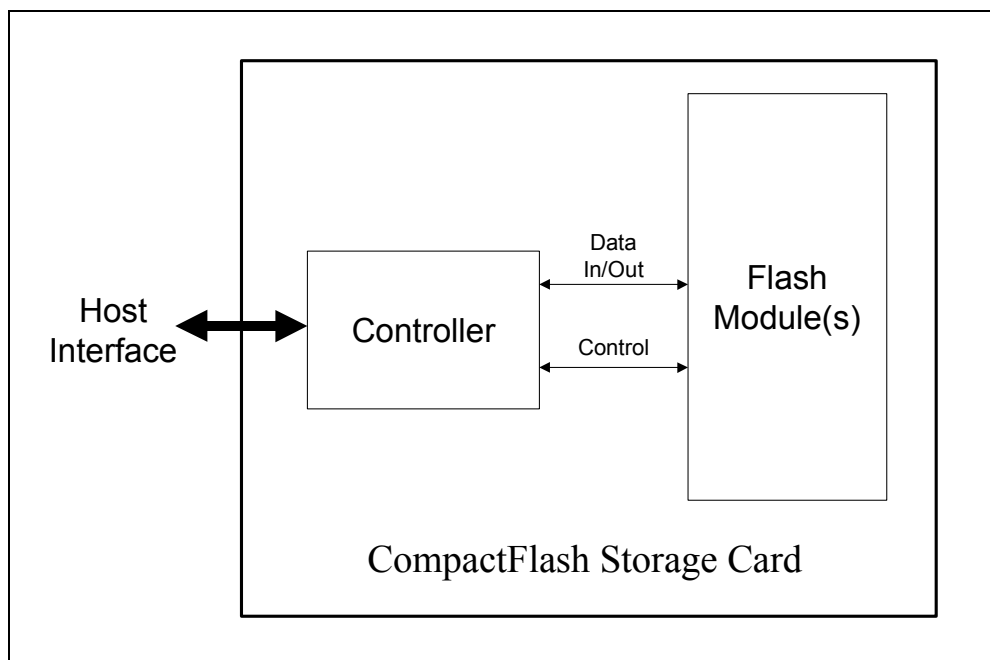 Host
Interface
Controller
Data
In/Out
Control
Flash
Module(s)
CompactFlash Storage Card